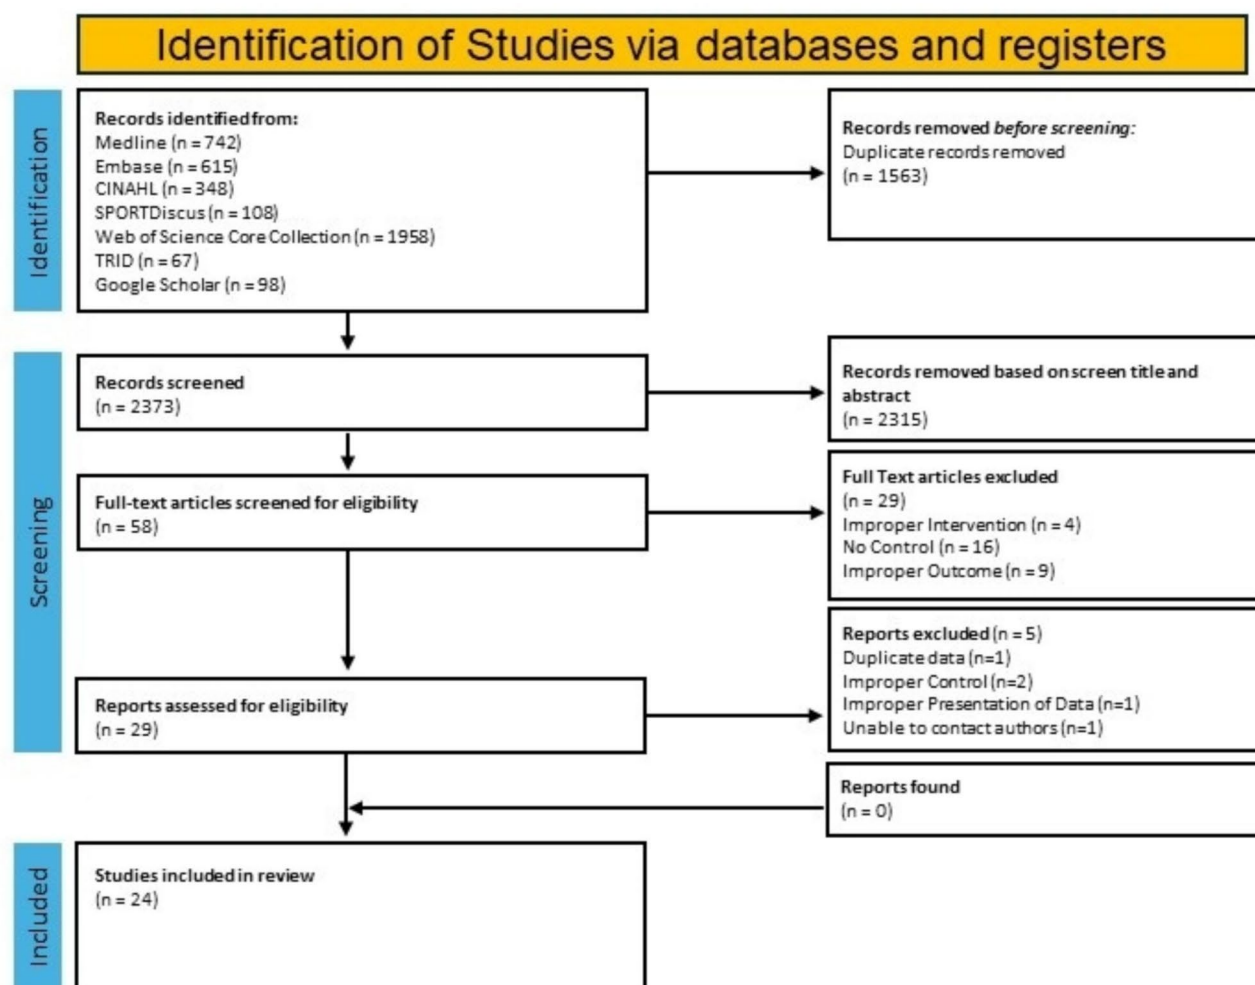 Identification of Studies via databases and registers
Identification
Records identified from:
Medline (n = 742)
Embase (n = 615)
CINAHL (n = 348)
SPORTDiscus (n = 108)
Web of Science Core Collection (n = 1958)
TRID (n = 67)
Google Scholar (n = 98)
Records removed before screening:
Duplicate records removed
(n = 1563)
Screening
Records screened
(n = 2373)
Records removed based on screen title and
abstract
(n = 2315)
Full-text articles screened for eligibility
(n = 58)
Full Text articles excluded
(n = 29)
Improper Intervention (n = 4)
No Control (n = 16)
Improper Outcome (n = 9)
Reports assessed for eligibility
(n = 29)
Reports excluded (n = 5)
Duplicate data (n=1)
Improper Control (n=2)
Improper Presentation of Data (n=1)
Unable to contact authors (n=1)
Reports found
(n = 0)
Included
Studies included in review
(n = 24)